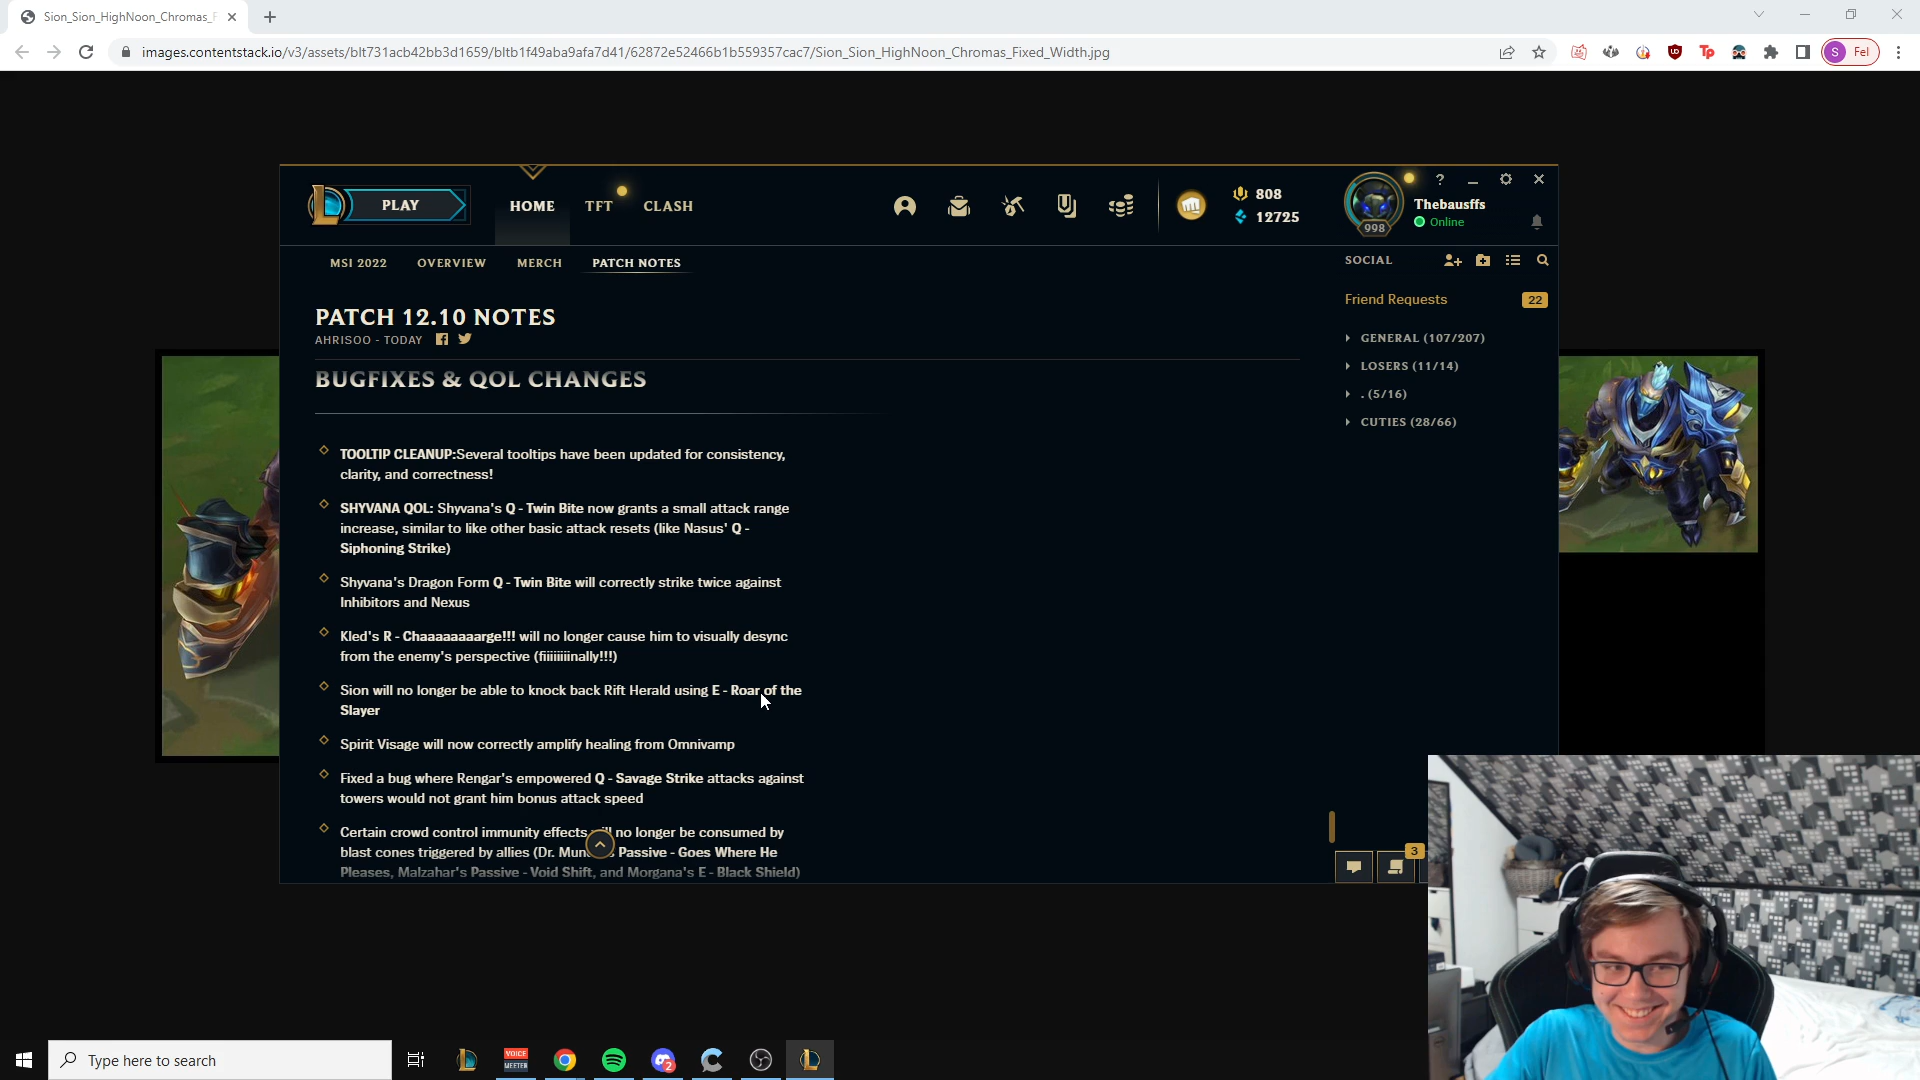 Sion_Sion_HighNoon_Chromas_F
images.contentstack.io/v3/assets/blt731acb42bb3d1659/bltb1f49aba9afa7d41/62872e52466b1b559357cac7/Sion_Sion_HighNoon_Chromas_Fixed_Width.jpg
S Fel
PLAY
HOME
TFT
CLASH
808
12725
998
Thebausffs
Online
MSI 2022
OVERVIEW
MERCH
PATCH NOTES
SOCIAL
PATCH 12.10 NOTES
AHRISOO - TODAY
Friend Requests
22
GENERAL (107/207)
LOSERS (11/14)
. (5/16)
CUTIES (28/66)
BUGFIXES & QOL CHANGES
TOOLTIP CLEANUP:Several tooltips have been updated for consistency,
clarity, and correctness!
SHYVANA QOL: Shyvana's Q - Twin Bite now grants a small attack range
increase, similar to like other basic attack resets (like Nasus' Q -
Siphoning Strike)
Shyvana's Dragon Form Q - Twin Bite will correctly strike twice against
Inhibitors and Nexus
Kled's R - Chaaaaaaaarge!!! will no longer cause him to visually desync
from the enemy's perspective (fiiiiiiiinally!!!)
Sion will no longer be able to knock back Rift Herald using E - Roar of the
Slayer
Spirit Visage will now correctly amplify healing from Omnivamp
Fixed a bug where Rengar's empowered Q - Savage Strike attacks against
towers would not grant him bonus attack speed
Certain crowd control immunity effects will no longer be consumed by
blast cones triggered by allies (Dr. Mun Passive - Goes Where He
Pleases, Malzahar's Passive - Void Shift, and Morgana's E - Black Shield)
3
Type here to search
VOICE
MEETER
2